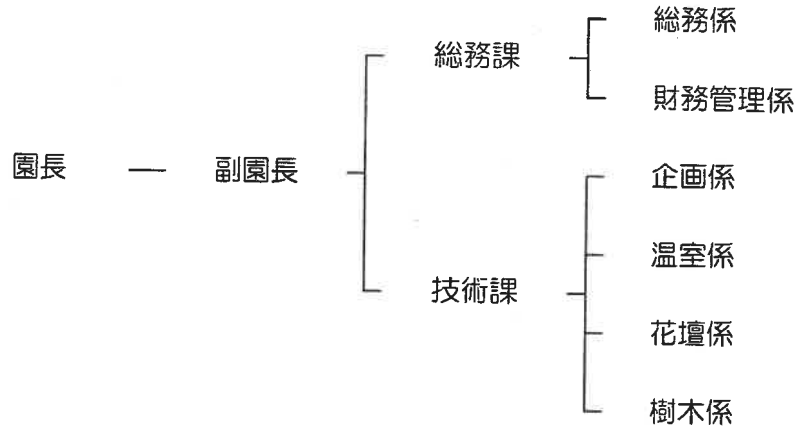 園長
副園長
総務課
総務係
財務管理係
技術課
企画係
温室係
花壇係
樹木係